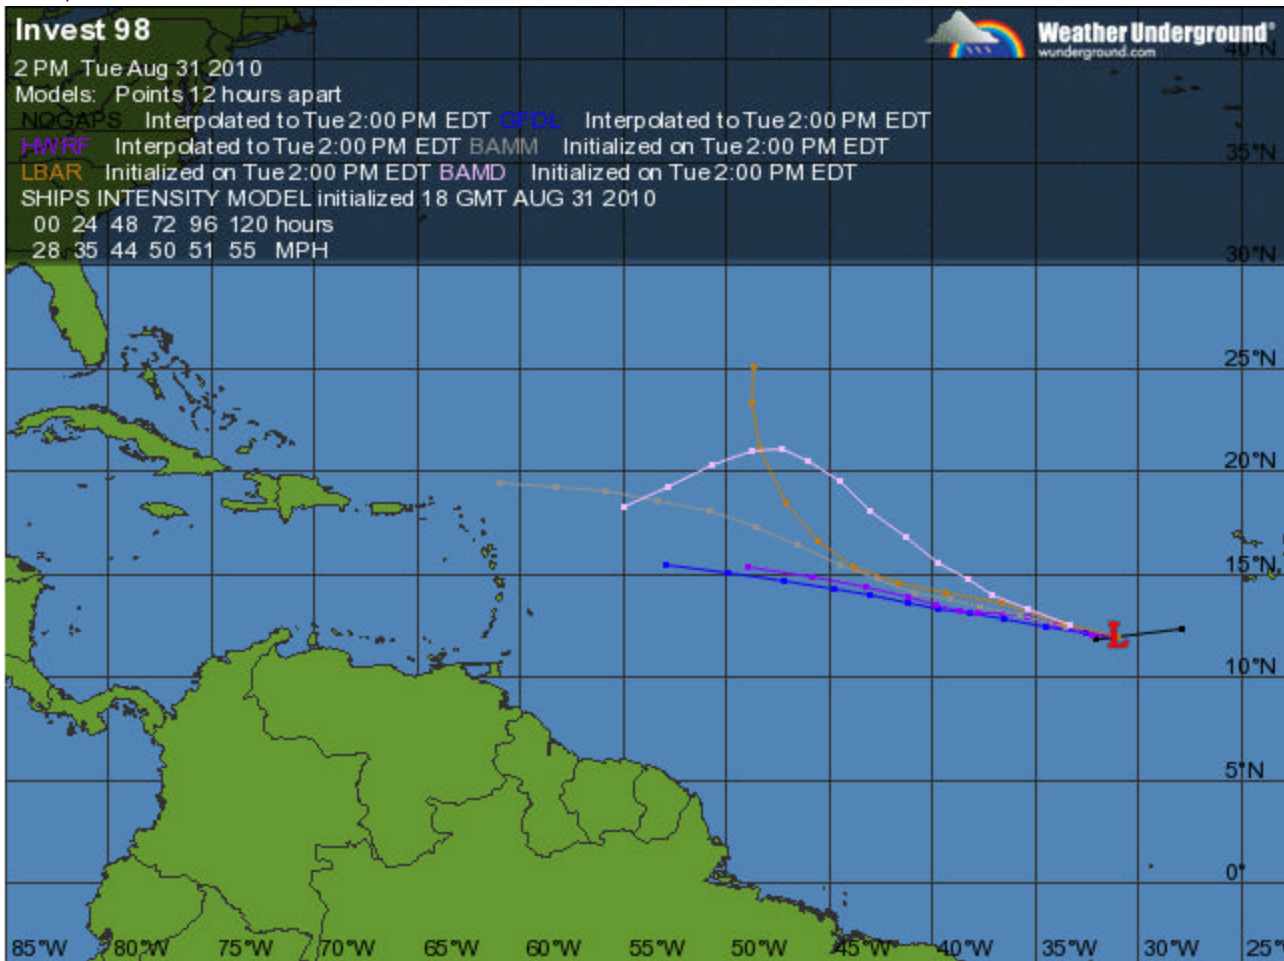 Invest 98
Weather Underground®
wunderground.com
2 PM Tue Aug 31 2010
Models: Points 12 hours apart
NOGAPS Interpolated to Tue 2:00 PM EDT GFDL Interpolated to Tue 2:00 PM EDT
HWRF Interpolated to Tue 2:00 PM EDT BAMM Initialized on Tue 2:00 PM EDT
LBAR Initialized on Tue 2:00 PM EDT BAMD Initialized on Tue 2:00 PM EDT
SHIPS INTENSITY MODEL initialized 18 GMT AUG 31 2010
00 24 48 72 96 120 hours
28 35 44 50 51 55 MPH
40°N
35°N
30°N
25°N
20°N
15°N
L
10°N
5°N
0°
85°W 80°W 75°W 70°W 65°W 60°W 55°W 50°W 45°W 40°W 35°W 30°W 25°